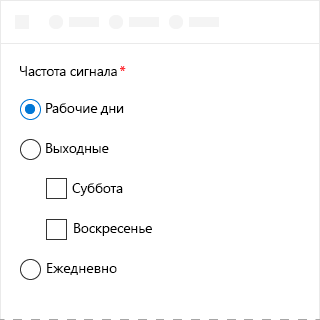 Частота сигнала*
Рабочие дни
Выходные
Суббота
Воскресенье
Ежедневно